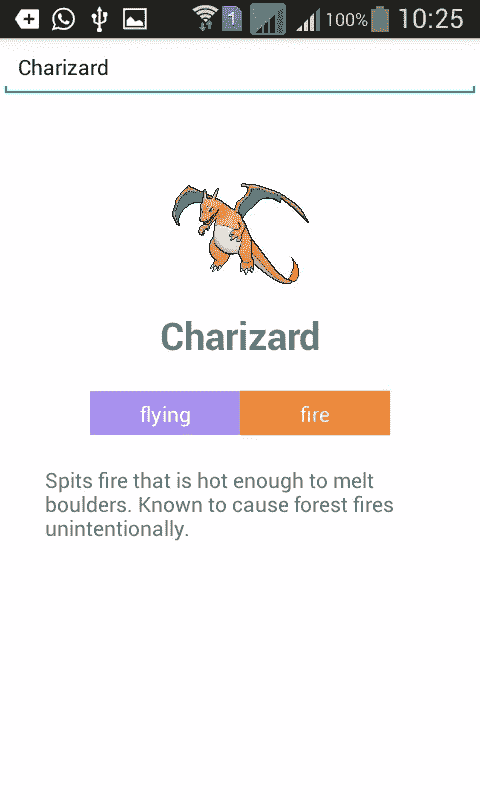 1 100% 10:25
Charizard
Charizard
flying fire
Spits fire that is hot enough to melt
boulders. Known to cause forest fires
unintentionally.